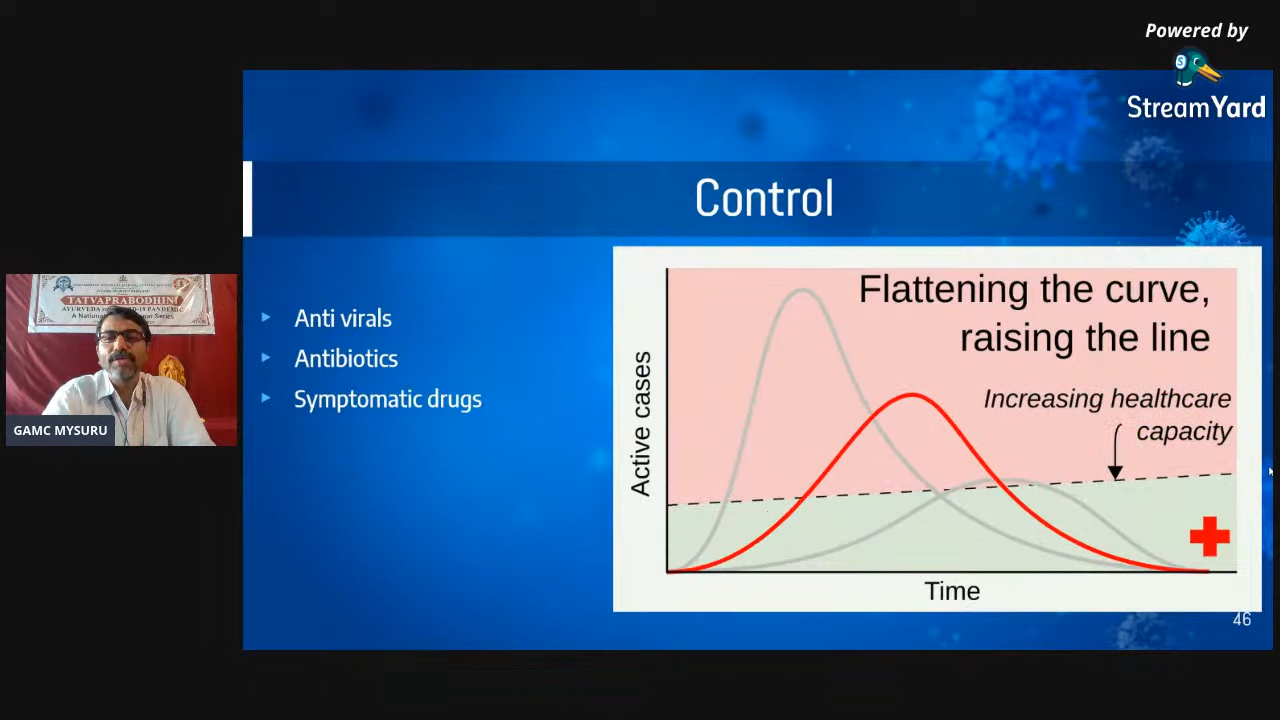 Powered by
StreamYard
Control
Anti virals
Antibiotics
Symptomatic drugs
Flattening the curve,
raising the line
Increasing healthcare
capacity
Active cases
Time
46
TATVAPRABODHINI
GAMC MYSURU